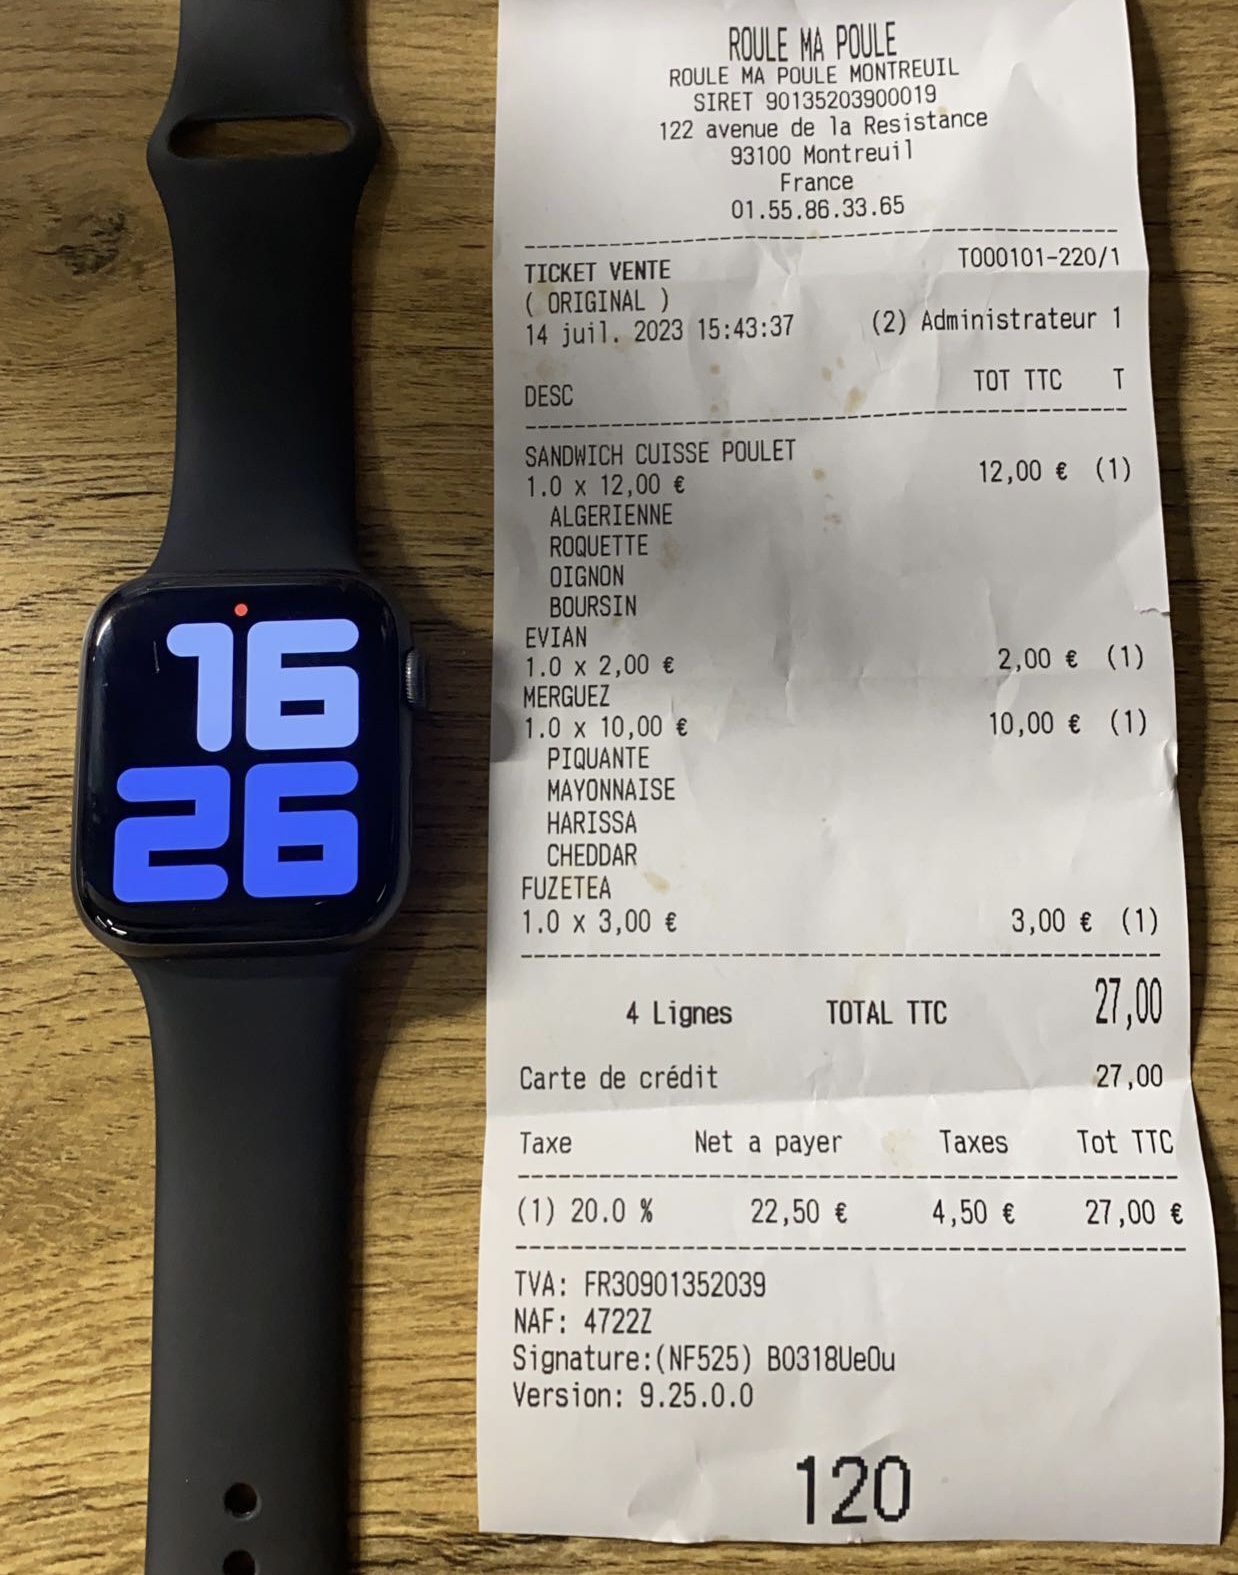 16
26
ROULE MA POULE
ROULE MA POULE MONTREUIL
SIRET 90135203900019
122 avenue de la Resistance
93100 Montreuil
France
01.55.86.33.65
TICKET VENTE T000101-220/1
( ORIGINAL )
14 juil. 2023 15:43:37 (2) Administrateur 1
DESC TOT TTC T
SANDWICH CUISSE POULET
1.0 x 12,00 € 12,00 € (1)
ALGERIENNE
ROQUETTE
OIGNON
BOURSIN
EVIAN
1.0 x 2,00 € 2,00 € (1)
MERGUEZ
1.0 x 10,00 € 10,00 € (1)
PIQUANTE
MAYONNAISE
HARISSA
CHEDDAR
FUZETEA
1.0 x 3,00 € 3,00 € (1)
4 Lignes TOTAL TTC 27,00
Carte de crédit 27,00
Taxe Net a payer Taxes Tot TTC
(1) 20.0 % 22,50 € 4,50 € 27,00 €
TVA: FR30901352039
NAF: 4722Z
Signature:(NF525) B0318UeOu
Version: 9.25.0.0
120